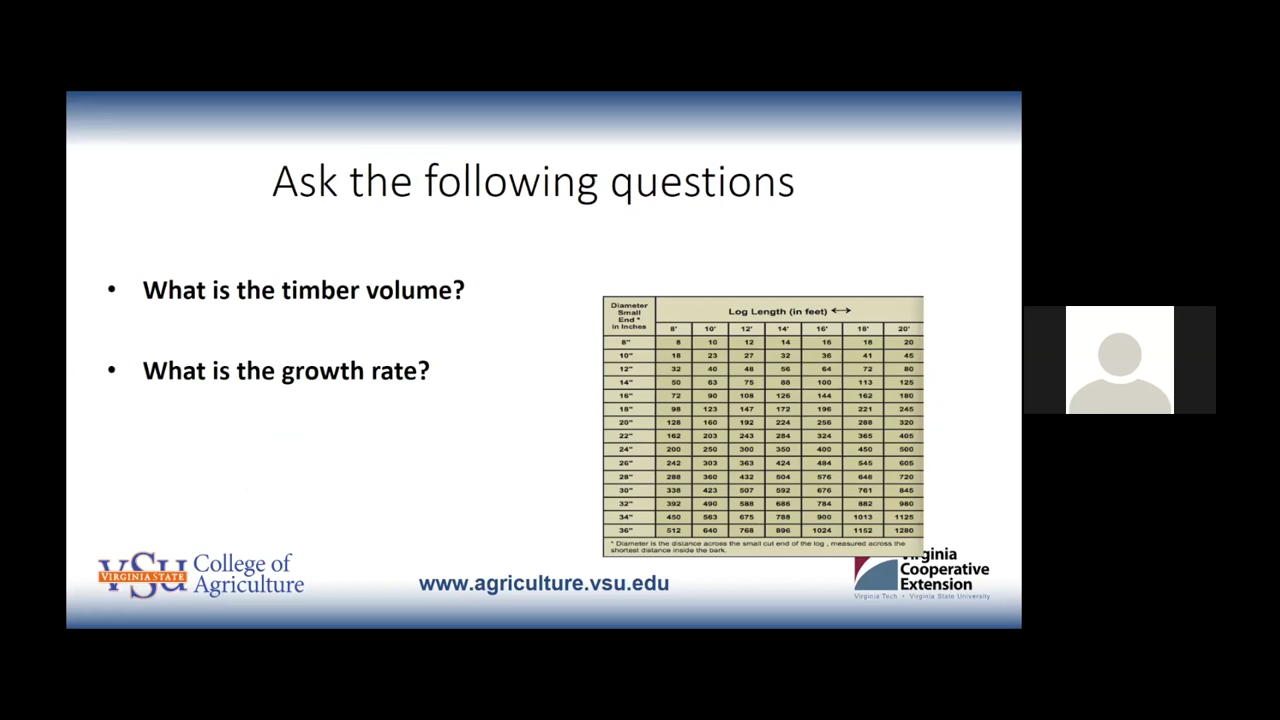 Ask the following questions
• What is the timber volume?
• What is the growth rate?
Diameter Small End * in Inches Log Length (in feet) ↔
8' 10' 12' 14' 16' 18' 20'
8" 8 10 12 14 16 18 20
10" 18 23 27 32 36 41 45
12" 32 40 48 56 64 72 80
14" 50 63 75 88 100 113 125
16" 72 90 108 126 144 162 180
18" 98 123 147 172 196 221 245
20" 128 160 192 224 256 288 320
22" 162 203 243 284 324 365 405
24" 200 250 300 350 400 450 500
26" 242 303 363 424 484 545 605
28" 288 360 432 504 576 648 720
30" 338 423 507 592 676 761 845
32" 392 490 588 686 784 882 980
34" 450 563 675 788 900 1013 1125
36" 512 640 768 896 1024 1152 1280
* Diameter is the distance across the small cut end of the log , measured across the
shortest distance inside the bark.
VSU
VIRGINIA STATE
College of
Agriculture
www.agriculture.vsu.edu
Virginia
Cooperative
Extension
Virginia Tech • Virginia State University